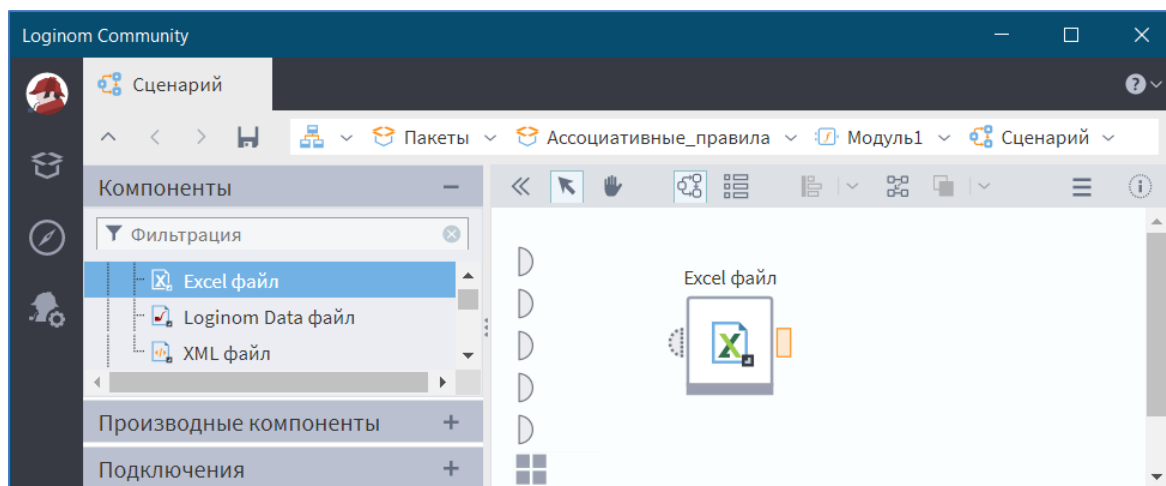 Loginom Community
Сценарий
Пакеты Ассоциативные_правила Модуль1 Сценарий
Компоненты
Фильтрация
Excel файл
Loginom Data файл
XML файл
Производные компоненты
Подключения
Excel файл